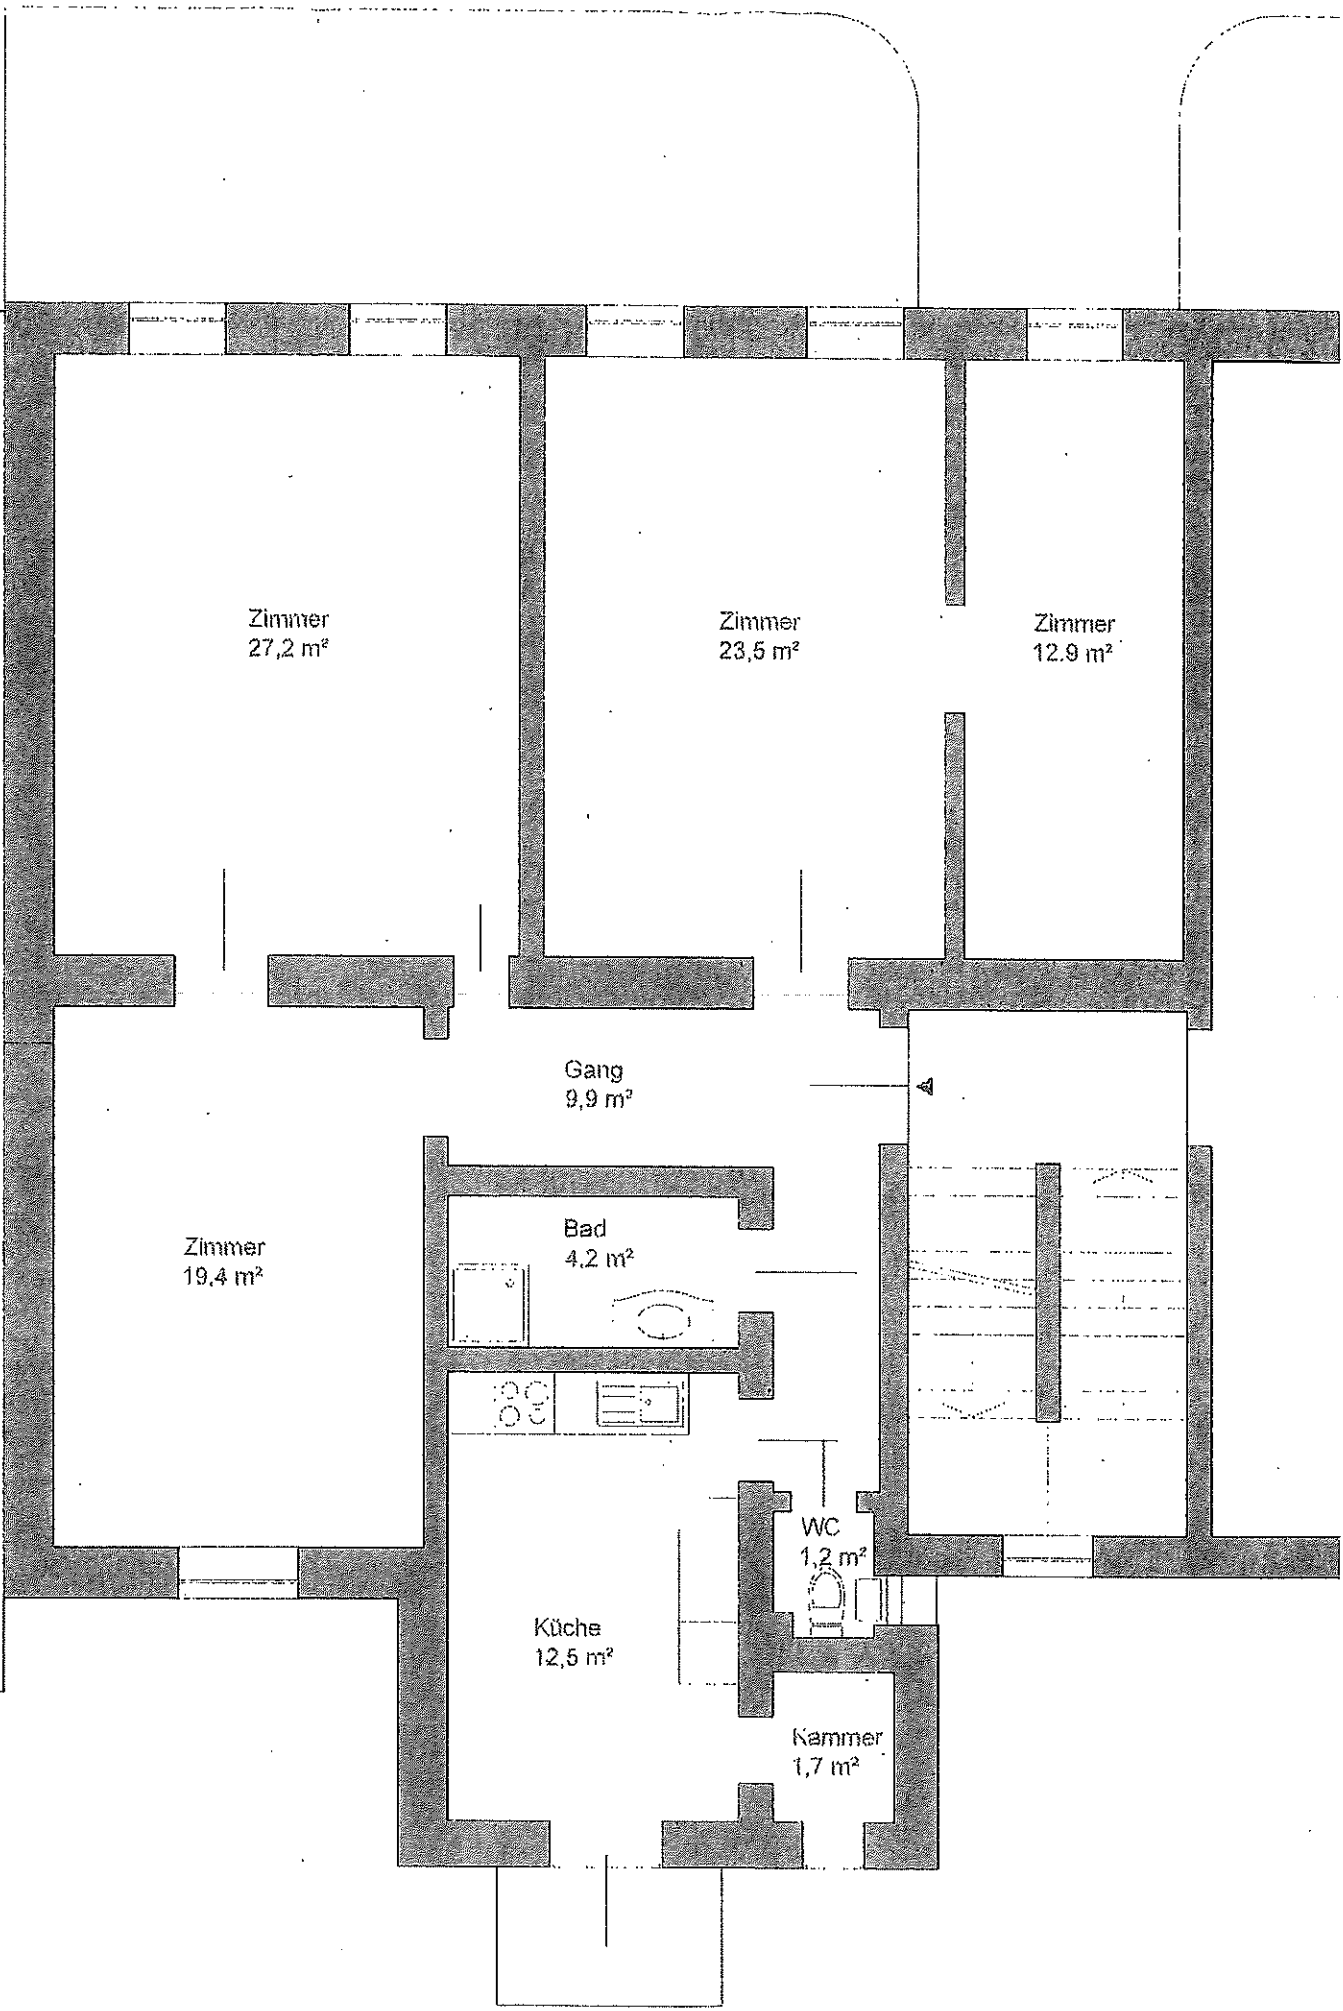 Zimmer
27,2 m²
Zimmer
23,5 m²
Zimmer
12.9 m²
Gang
9,9 m²
Bad
4,2 m²
Zimmer
19,4 m²
WC
1,2 m²
Küche
12,5 m²
Kammer
1,7 m²